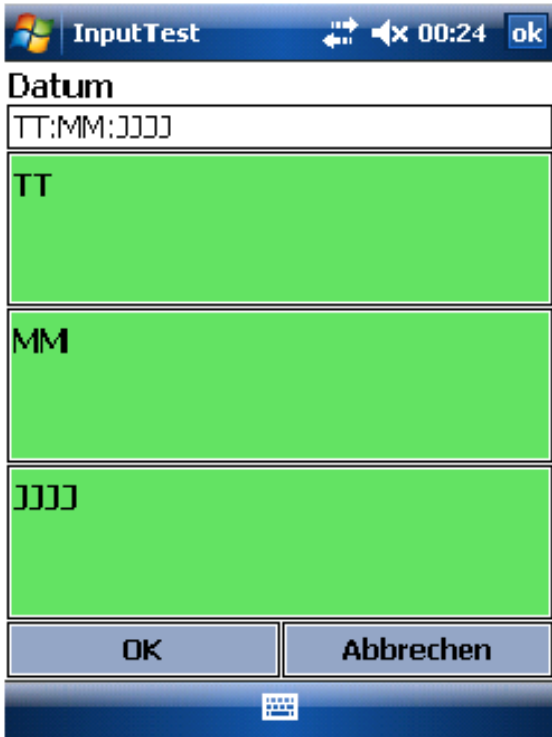 InputTest 00:24 ok
Datum
TT:MM:JJJJ
TT
MM
JJJJ
OK Abbrechen